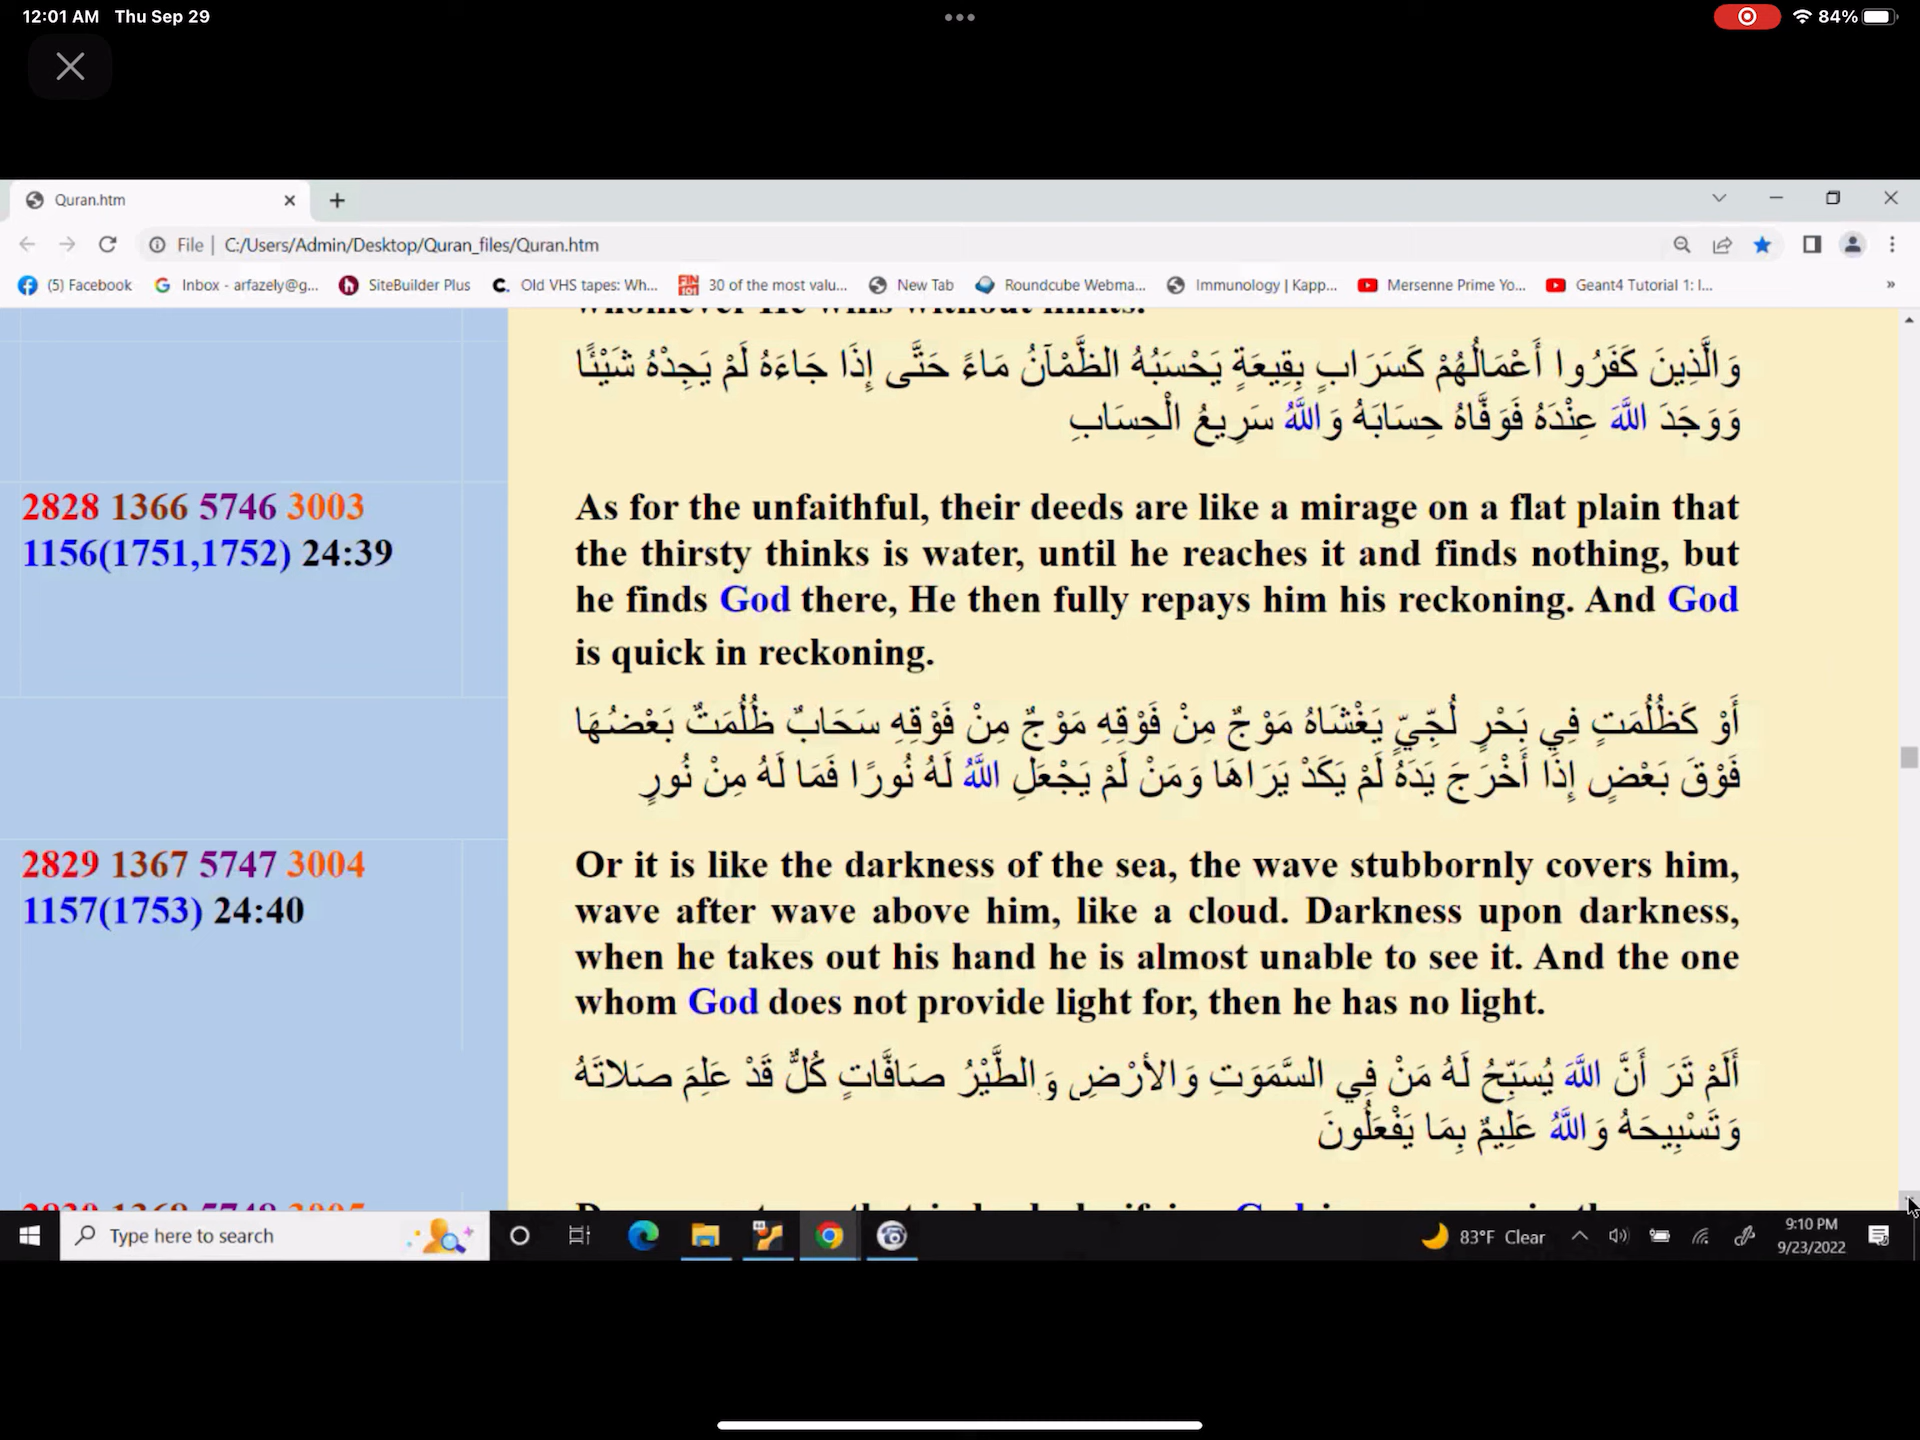 12:01 AM Thu Sep 29
84%
Quran.htm
File | C:/Users/Admin/Desktop/Quran_files/Quran.htm
(5) Facebook
Inbox - arfazely@g...
SiteBuilder Plus
Old VHS tapes: Wh...
FIN 101
30 of the most valu...
New Tab
Roundcube Webma...
Immunology | Kapp...
Mersenne Prime Yo...
Geant4 Tutorial 1: I...
»
whomever He wills without limits.
وَالَّذِينَ كَفَرُوا أَعْمَالُهُمْ كَسَرَابٍ بِقِيعَةٍ يَحْسَبُهُ الظَّمْآنُ مَاءً حَتَّى إِذَا جَاءَهُ لَمْ يَجِدْهُ شَيْئًا
وَوَجَدَ اللَّهَ عِنْدَهُ فَوَفَّاهُ حِسَابَهُ وَاللَّهُ سَرِيعُ الْحِسَابِ
2828 1366 5746 3003
1156(1751,1752) 24:39
As for the unfaithful, their deeds are like a mirage on a flat plain that
the thirsty thinks is water, until he reaches it and finds nothing, but
he finds God there, He then fully repays him his reckoning. And God
is quick in reckoning.
أَوْ كَظُلُمَتٍ فِي بَحْرٍ لُجِّيٍّ يَغْشَاهُ مَوْجٌ مِنْ فَوْقِهِ مَوْجٌ مِنْ فَوْقِهِ سَحَابٌ ظُلُمَتٌ بَعْضُهَا
فَوْقَ بَعْضٍ إِذَا أَخْرَجَ يَدَهُ لَمْ يَكَدْ يَرَاهَا وَمَنْ لَمْ يَجْعَلِ اللَّهُ لَهُ نُورًا فَمَا لَهُ مِنْ نُورٍ
2829 1367 5747 3004
1157(1753) 24:40
Or it is like the darkness of the sea, the wave stubbornly covers him,
wave after wave above him, like a cloud. Darkness upon darkness,
when he takes out his hand he is almost unable to see it. And the one
whom God does not provide light for, then he has no light.
أَلَمْ تَرَ أَنَّ اللَّهَ يُسَبِّحُ لَهُ مَنْ فِي السَّمَوَتِ وَالأرْضِ وَالطَّيْرُ صَافَّاتٍ كُلٌّ قَدْ عَلِمَ صَلاتَهُ
وَتَسْبِيحَهُ وَاللَّهُ عَلِيمٌ بِمَا يَفْعَلُونَ
Type here to search
83°F Clear
9:10 PM
9/23/2022